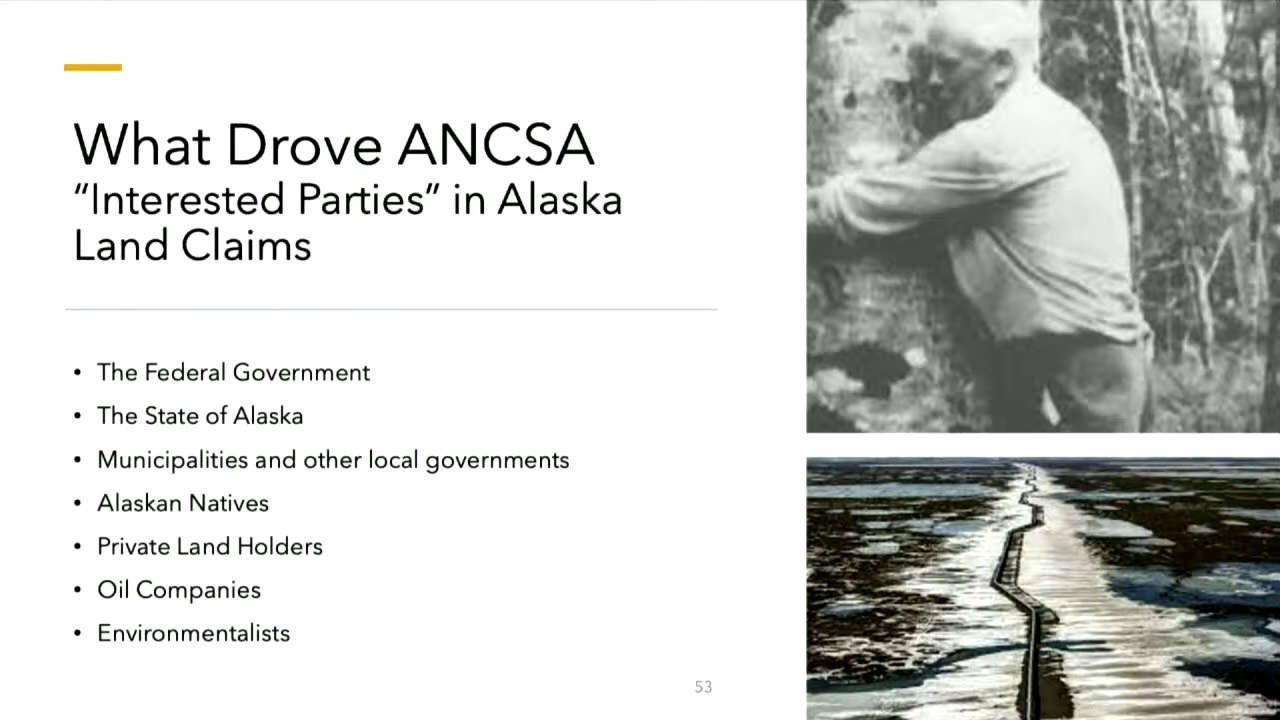 What Drove ANCSA
“Interested Parties” in Alaska
Land Claims
• The Federal Government
• The State of Alaska
• Municipalities and other local governments
• Alaskan Natives
• Private Land Holders
• Oil Companies
• Environmentalists
53